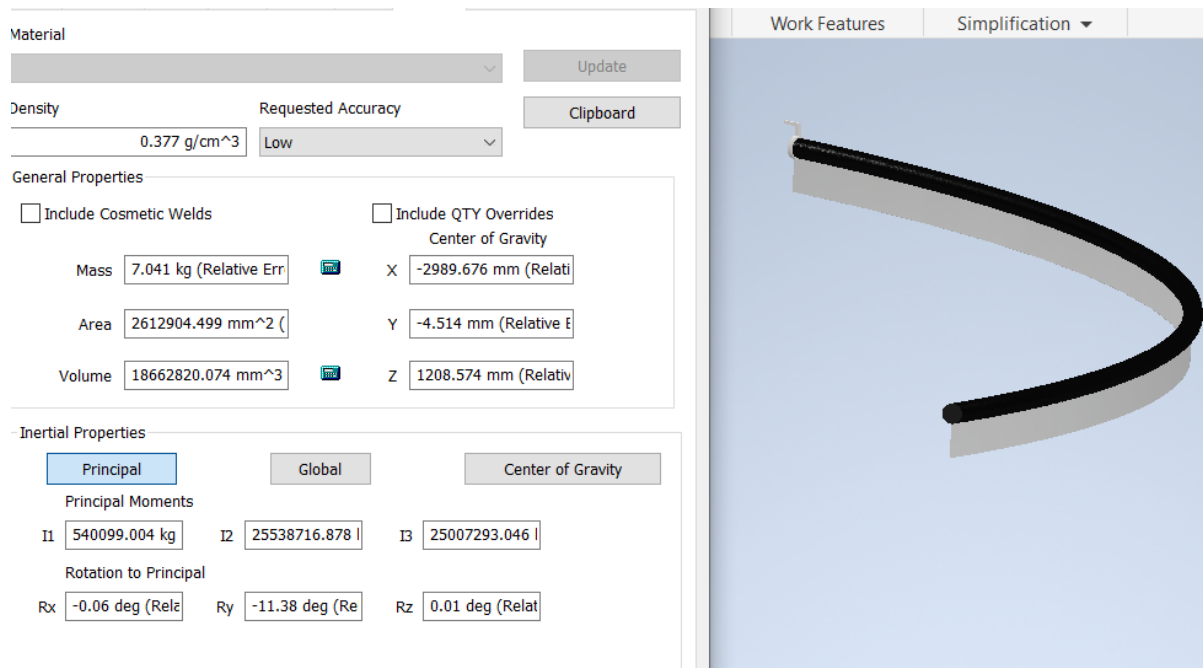 Work Features Simplification
Material
Update
Density Requested Accuracy Clipboard
0.377 g/cm^3 Low
General Properties
Include Cosmetic Welds Include QTY Overrides
Center of Gravity
Mass 7.041 kg (Relative Err X -2989.676 mm (Relati
Area 2612904.499 mm^2 ( Y -4.514 mm (Relative E
Volume 18662820.074 mm^3 Z 1208.574 mm (Relativ
Inertial Properties
Principal Global Center of Gravity
Principal Moments
I1 540099.004 kg I2 25538716.878 I3 25007293.046
Rotation to Principal
Rx -0.06 deg (Rela Ry -11.38 deg (Re Rz 0.01 deg (Relat